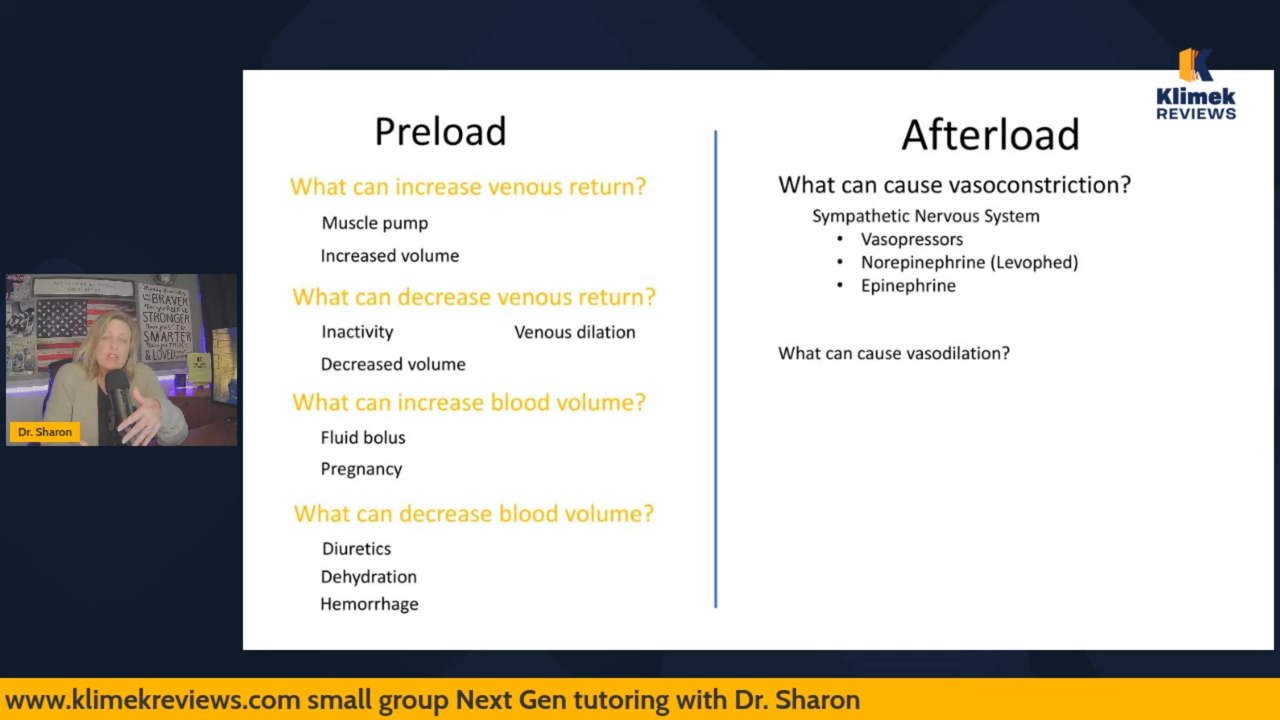 Klimek
REVIEWS
Preload
What can increase venous return?
Muscle pump
Increased volume
What can decrease venous return?
Inactivity Venous dilation
Decreased volume
What can increase blood volume?
Fluid bolus
Pregnancy
What can decrease blood volume?
Diuretics
Dehydration
Hemorrhage
Afterload
What can cause vasoconstriction?
Sympathetic Nervous System
• Vasopressors
• Norepinephrine (Levophed)
• Epinephrine
What can cause vasodilation?
BRAVER
STRONGER
SMARTER
& LOVED
Dr. Sharon
www.klimekreviews.com small group Next Gen tutoring with Dr. Sharon